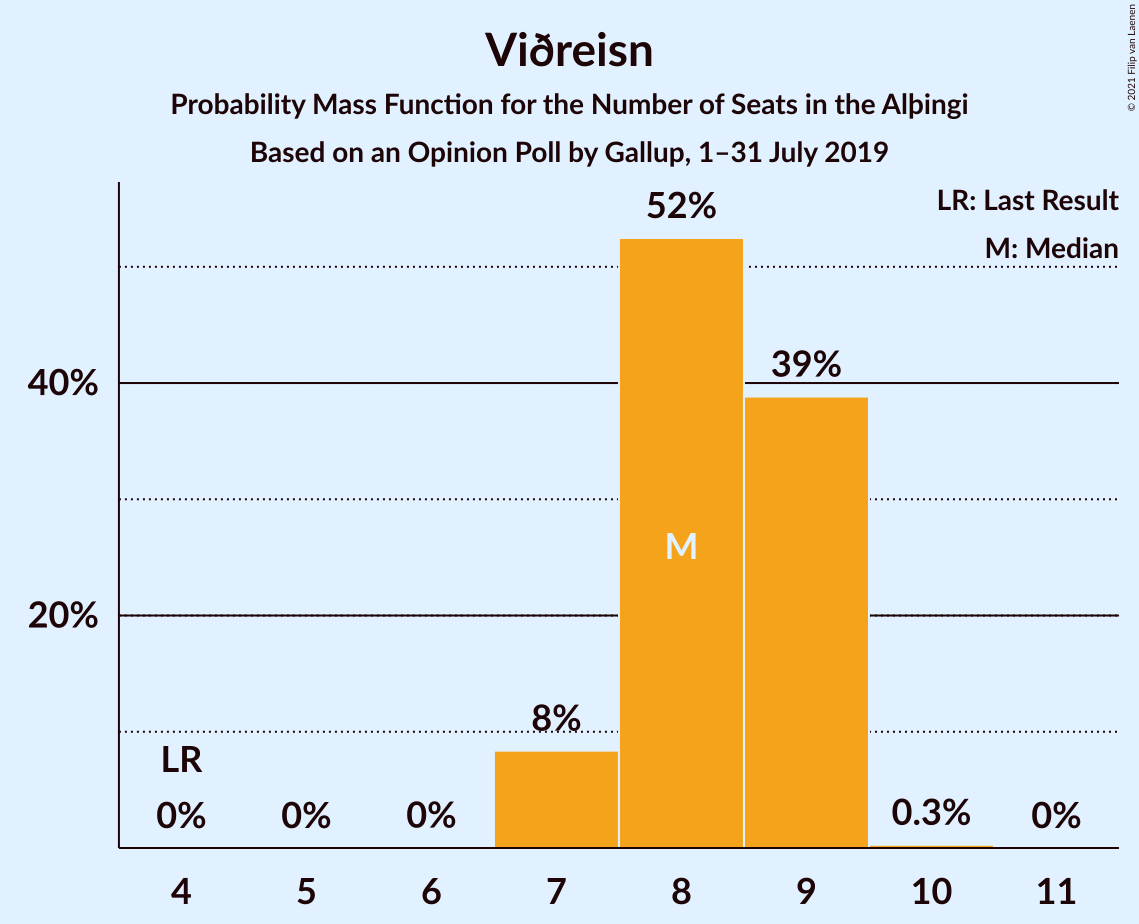 Viðreisn
Probability Mass Function for the Number of Seats in the Alþingi
Based on an Opinion Poll by Gallup, 1–31 July 2019
© 2021 Filip van Laenen
LR: Last Result
M: Median
52%
39%
40%
M
20%
8%
LR
0%
0%
0%
0.3%
0%
4
5
6
7
8
9
10
11